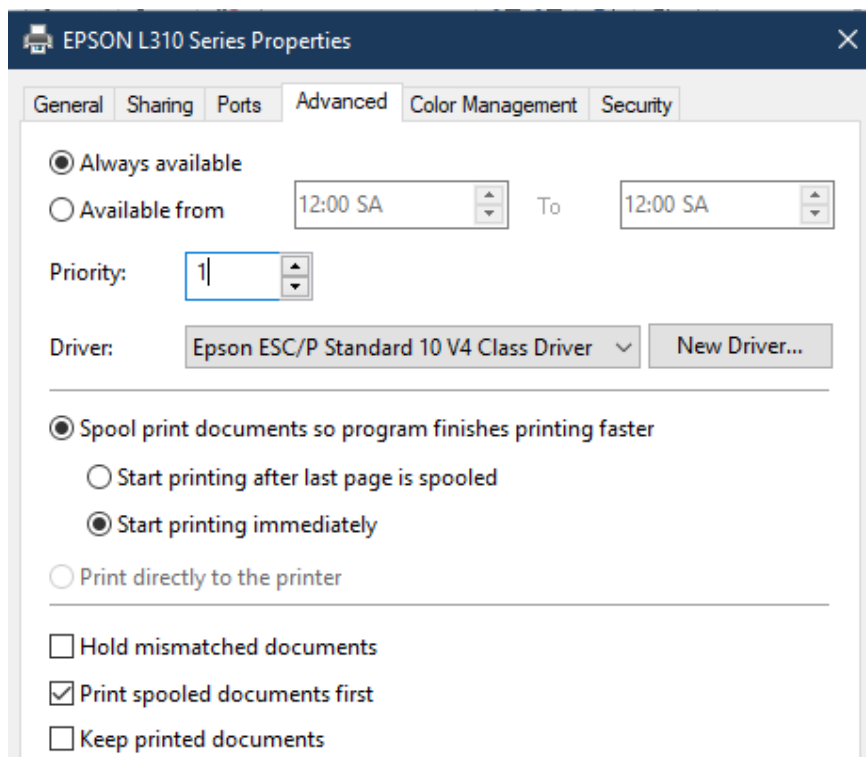 EPSON L310 Series Properties
General Sharing Ports Advanced Color Management Security
Always available
Available from 12:00 SA To 12:00 SA
Priority: 1
Driver: Epson ESC/P Standard 10 V4 Class Driver New Driver...
Spool print documents so program finishes printing faster
Start printing after last page is spooled
Start printing immediately
Print directly to the printer
Hold mismatched documents
Print spooled documents first
Keep printed documents